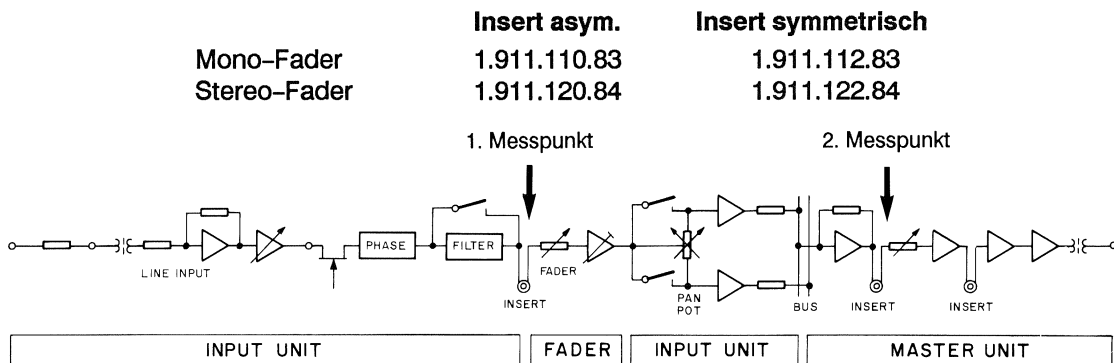 Insert asym. Insert symmetrisch
Mono-Fader 1.911.110.83 1.911.112.83
Stereo-Fader 1.911.120.84 1.911.122.84
1. Messpunkt 2. Messpunkt
PHASE FILTER
LINE INPUT FADER
INSERT PAN POT BUS INSERT INSERT
INPUT UNIT FADER INPUT UNIT MASTER UNIT